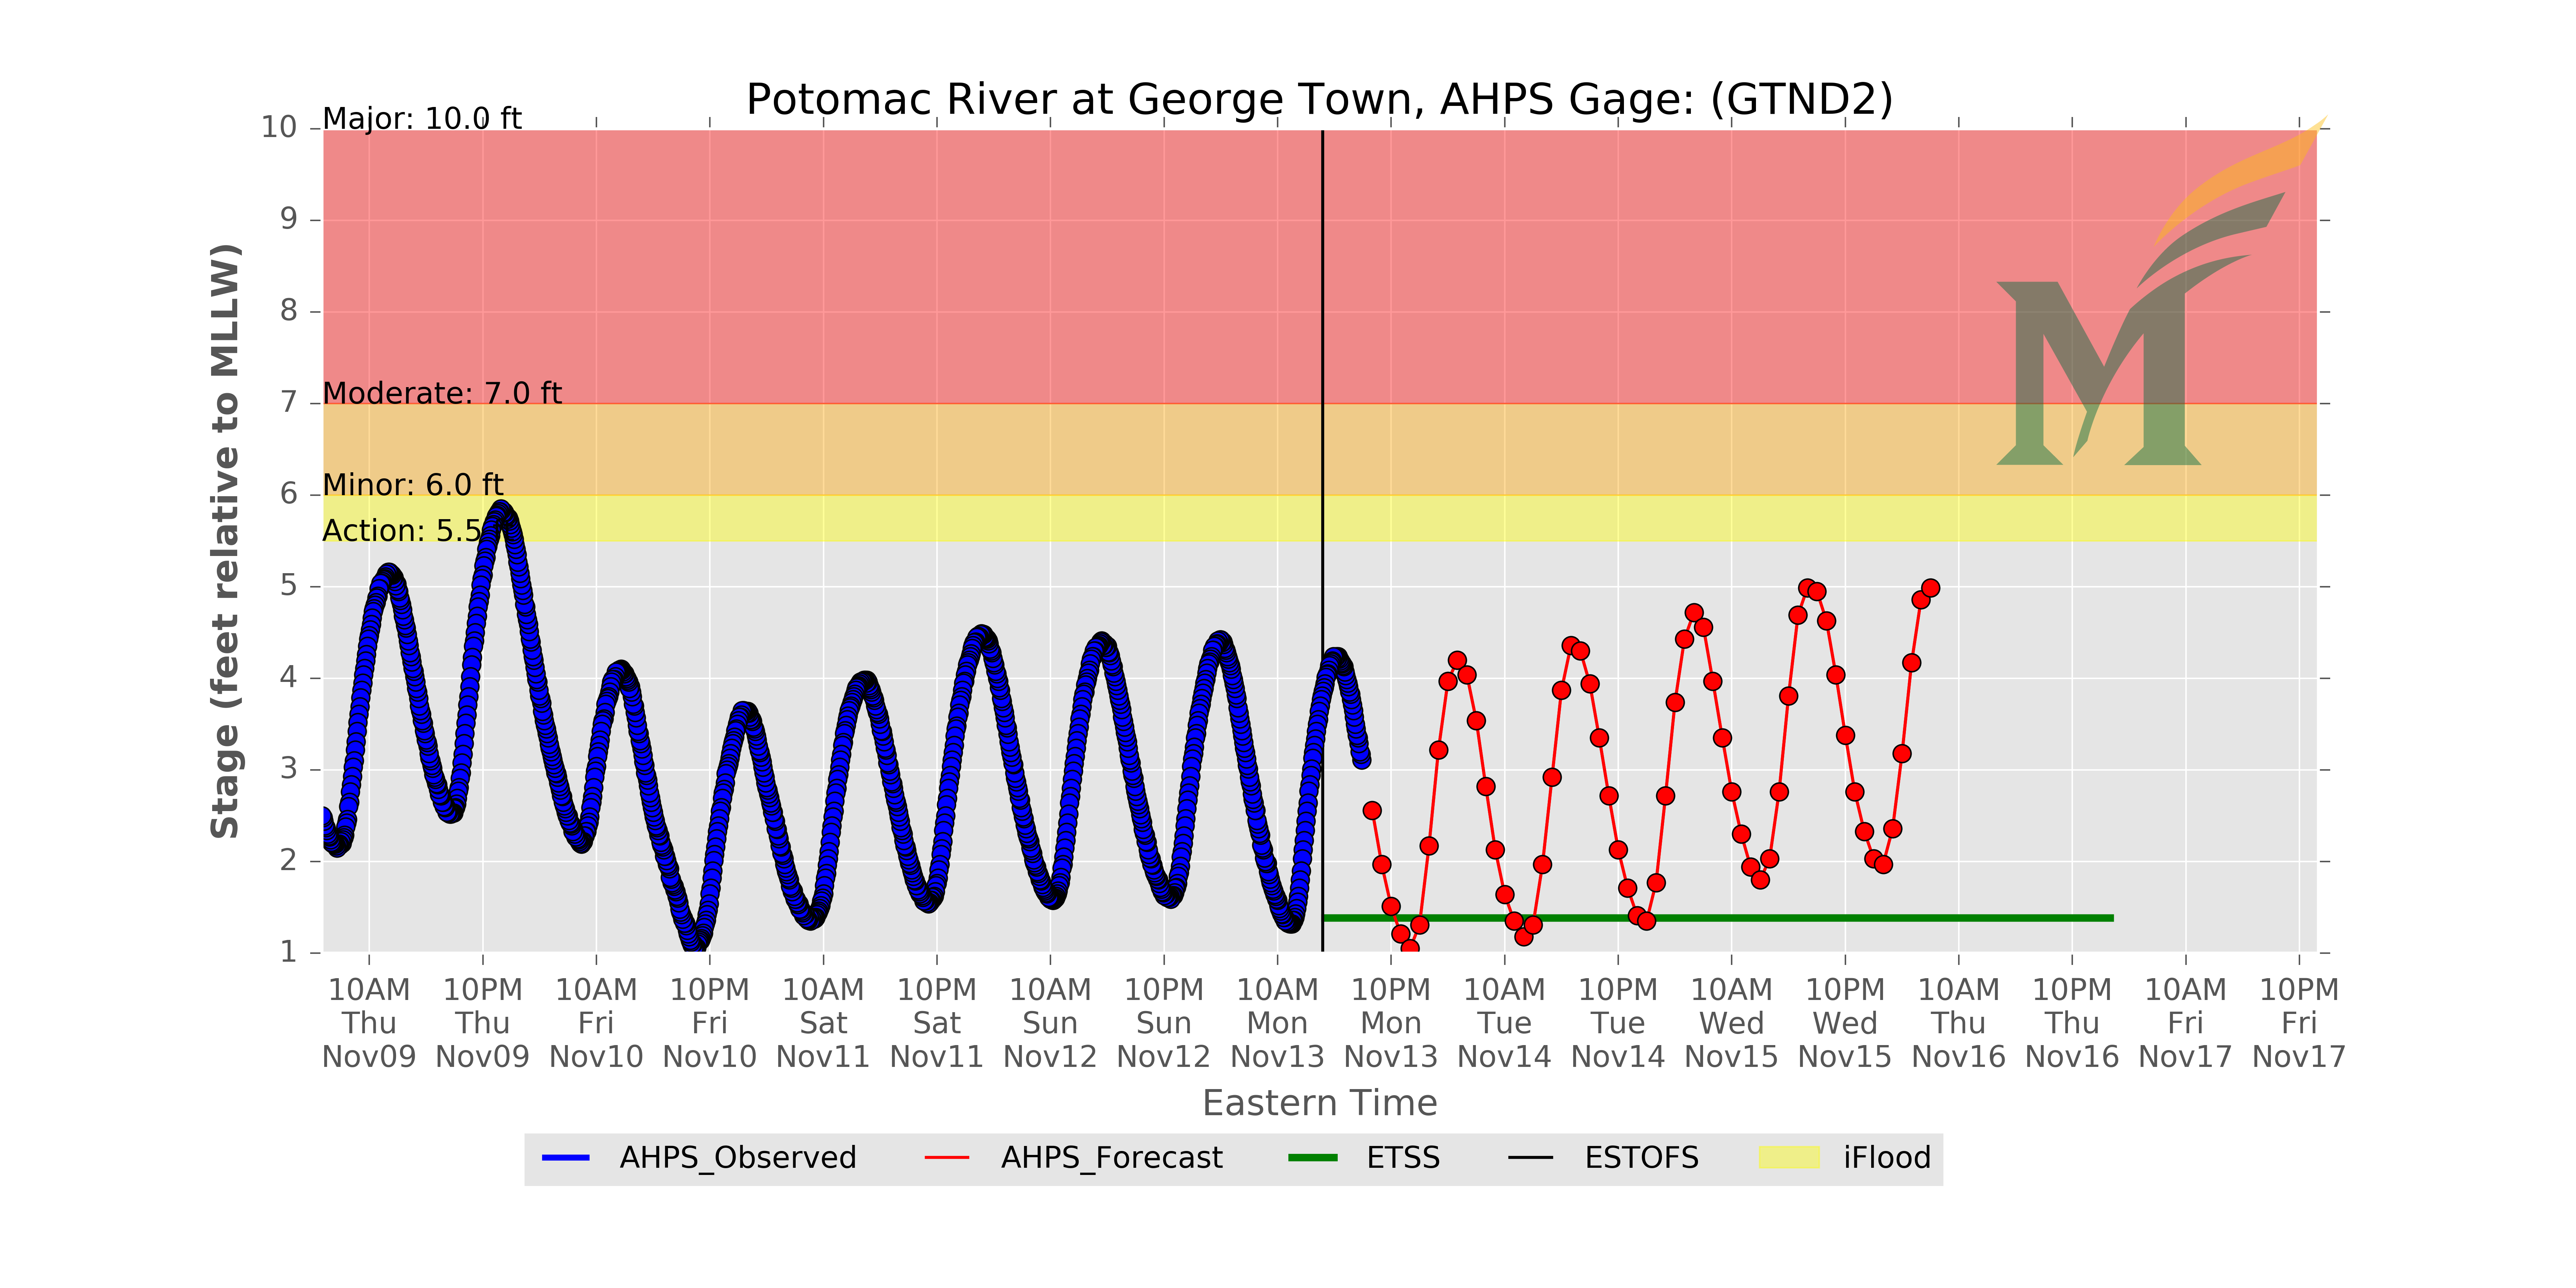 Potomac River at George Town, AHPS Gage: (GTND2)
Stage (feet relative to MLLW)
10
9
8
7
6
5
4
3
2
1
Major: 10.0 ft
Moderate: 7.0 ft
Minor: 6.0 ft
Action: 5.5
10AM 10PM 10AM 10PM 10AM 10PM 10AM 10PM 10AM 10PM 10AM 10PM 10AM 10PM 10AM 10PM 10AM 10PM
Thu Thu Fri Fri Sat Sat Sun Sun Mon Mon Tue Tue Wed Wed Thu Thu Fri Fri
Nov09 Nov09 Nov10 Nov10 Nov11 Nov11 Nov12 Nov12 Nov13 Nov13 Nov14 Nov14 Nov15 Nov15 Nov16 Nov16 Nov17 Nov17
Eastern Time
AHPS_Observed AHPS_Forecast ETSS ESTOFS iFlood
M